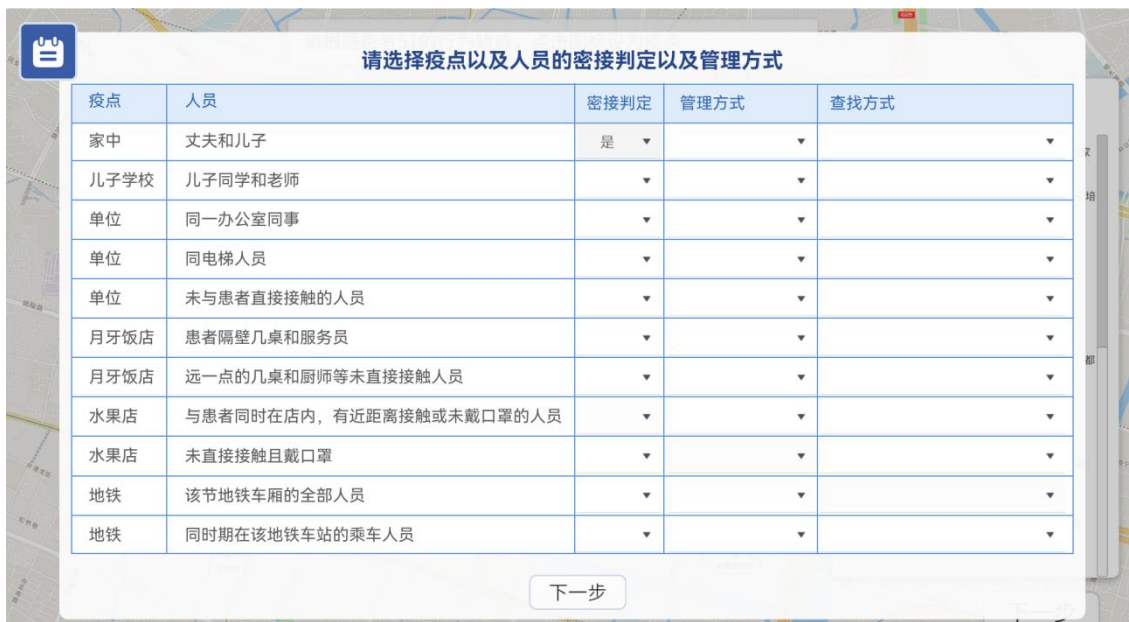 请选择疫点以及人员的密接判定以及管理方式
疫点 人员 密接判定 管理方式 查找方式
家中 丈夫和儿子 是
儿子学校 儿子同学和老师
单位 同一办公室同事
单位 同电梯人员
单位 未与患者直接接触的人员
月牙饭店 患者隔壁几桌和服务员
月牙饭店 远一点的几桌和厨师等未直接接触人员
水果店 与患者同时在店内，有近距离接触或未戴口罩的人员
水果店 未直接接触且戴口罩
地铁 该节地铁车厢的全部人员
地铁 同时期在该地铁车站的乘车人员
下一步
下一步